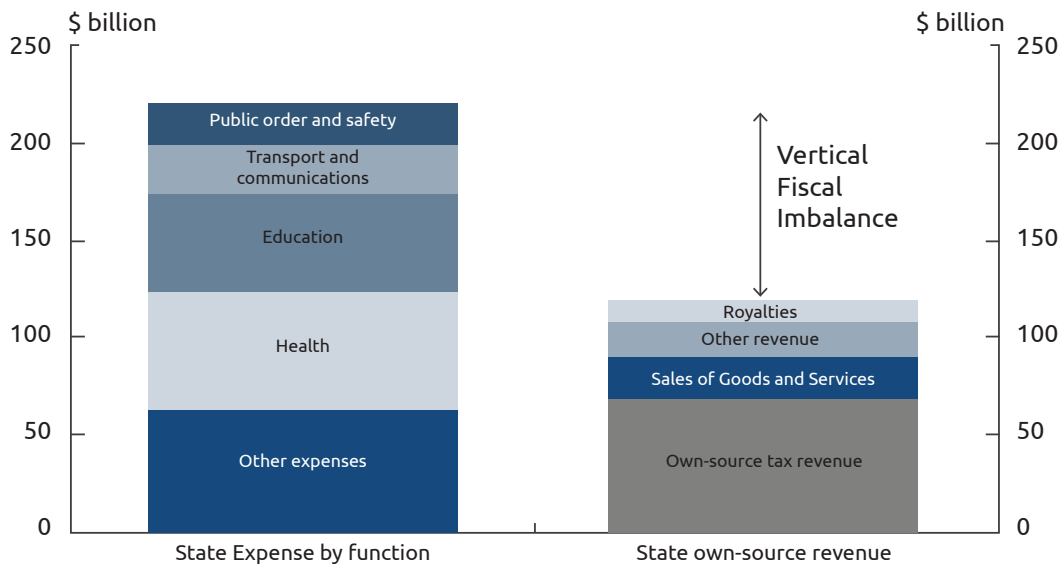 $ billion
$ billion
250
200
150
100
50
0
Public order and safety
Transport and
communications
Education
Health
Other expenses
Vertical
Fiscal
Imbalance
Royalties
Other revenue
Sales of Goods and Services
Own-source tax revenue
250
200
150
100
50
0
State Expense by function
State own-source revenue